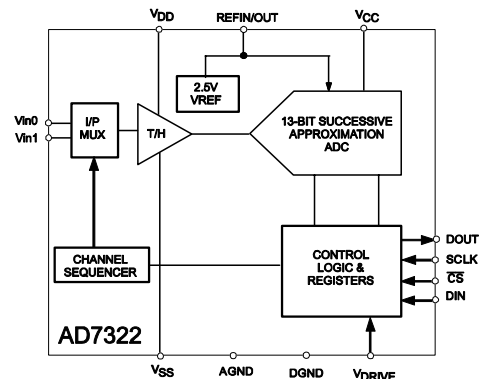 VDD
REFIN/OUT
VCC
2.5V
VREF
Vin0
Vin1
I/P
MUX
T/H
13-BIT SUCCESSIVE
APPROXIMATION
ADC
CHANNEL
SEQUENCER
CONTROL
LOGIC &
REGISTERS
DOUT
SCLK
CS
DIN
AD7322
VSS
AGND
DGND
VDRIVE